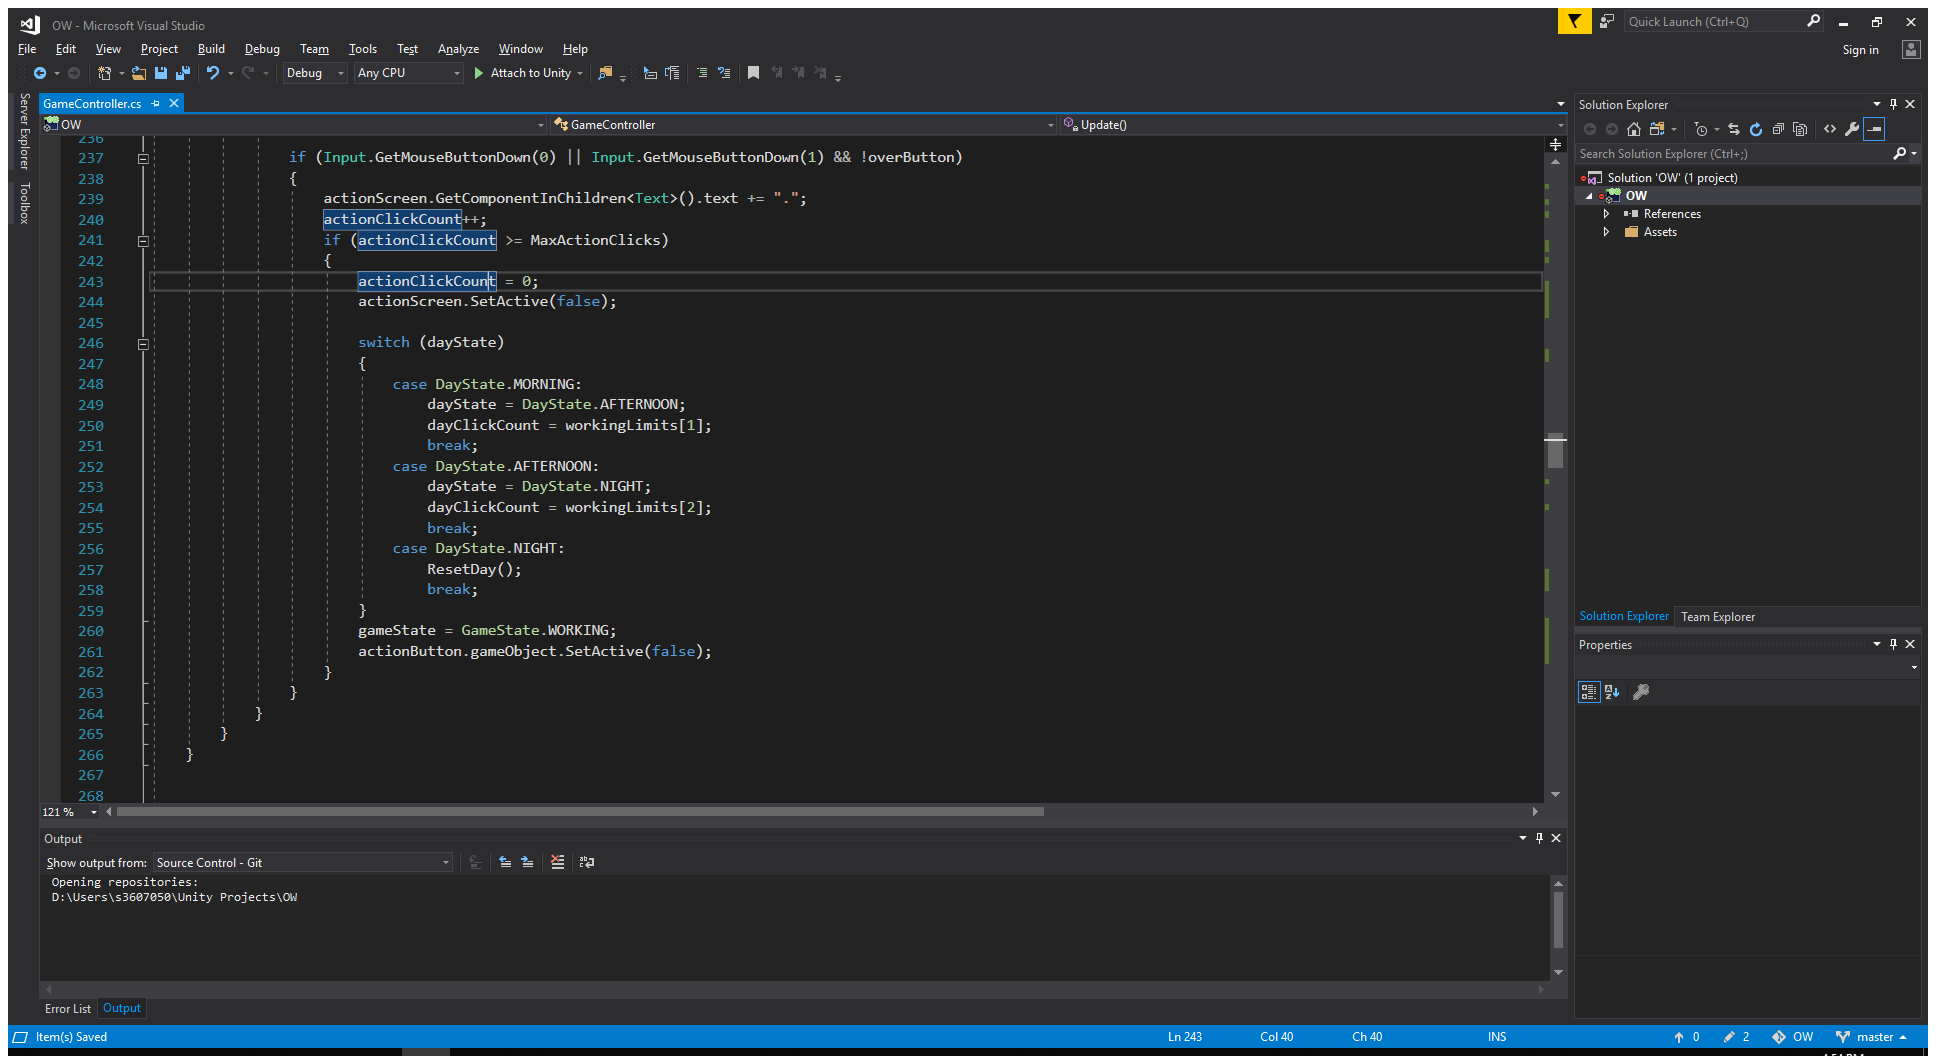 OW - Microsoft Visual Studio
Quick Launch (Ctrl+Q)
File Edit View Project Build Debug Team Tools Test Analyze Window Help
Sign in
Debug Any CPU Attach to Unity
Server Explorer
Toolbox
GameController.cs
OW GameController Update()
236
237 if (Input.GetMouseButtonDown(0) || Input.GetMouseButtonDown(1) && !overButton)
238 {
239 actionScreen.GetComponentInChildren<Text>().text += ".";
240 actionClickCount++;
241 if (actionClickCount >= MaxActionClicks)
242 {
243 actionClickCount = 0;
244 actionScreen.SetActive(false);
245
246 switch (dayState)
247 {
248 case DayState.MORNING:
249 dayState = DayState.AFTERNOON;
250 dayClickCount = workingLimits[1];
251 break;
252 case DayState.AFTERNOON:
253 dayState = DayState.NIGHT;
254 dayClickCount = workingLimits[2];
255 break;
256 case DayState.NIGHT:
257 ResetDay();
258 break;
259 }
260 gameState = GameState.WORKING;
261 actionButton.gameObject.SetActive(false);
262 }
263 }
264 }
265 }
266 }
267
268
121 %
Output
Show output from: Source Control - Git
Opening repositories:
D:\Users\s3607050\Unity Projects\OW
Error List Output
Solution Explorer
Search Solution Explorer (Ctrl+;)
Solution 'OW' (1 project)
OW
References
Assets
Solution Explorer Team Explorer
Properties
Item(s) Saved Ln 243 Col 40 Ch 40 INS 0 2 OW master